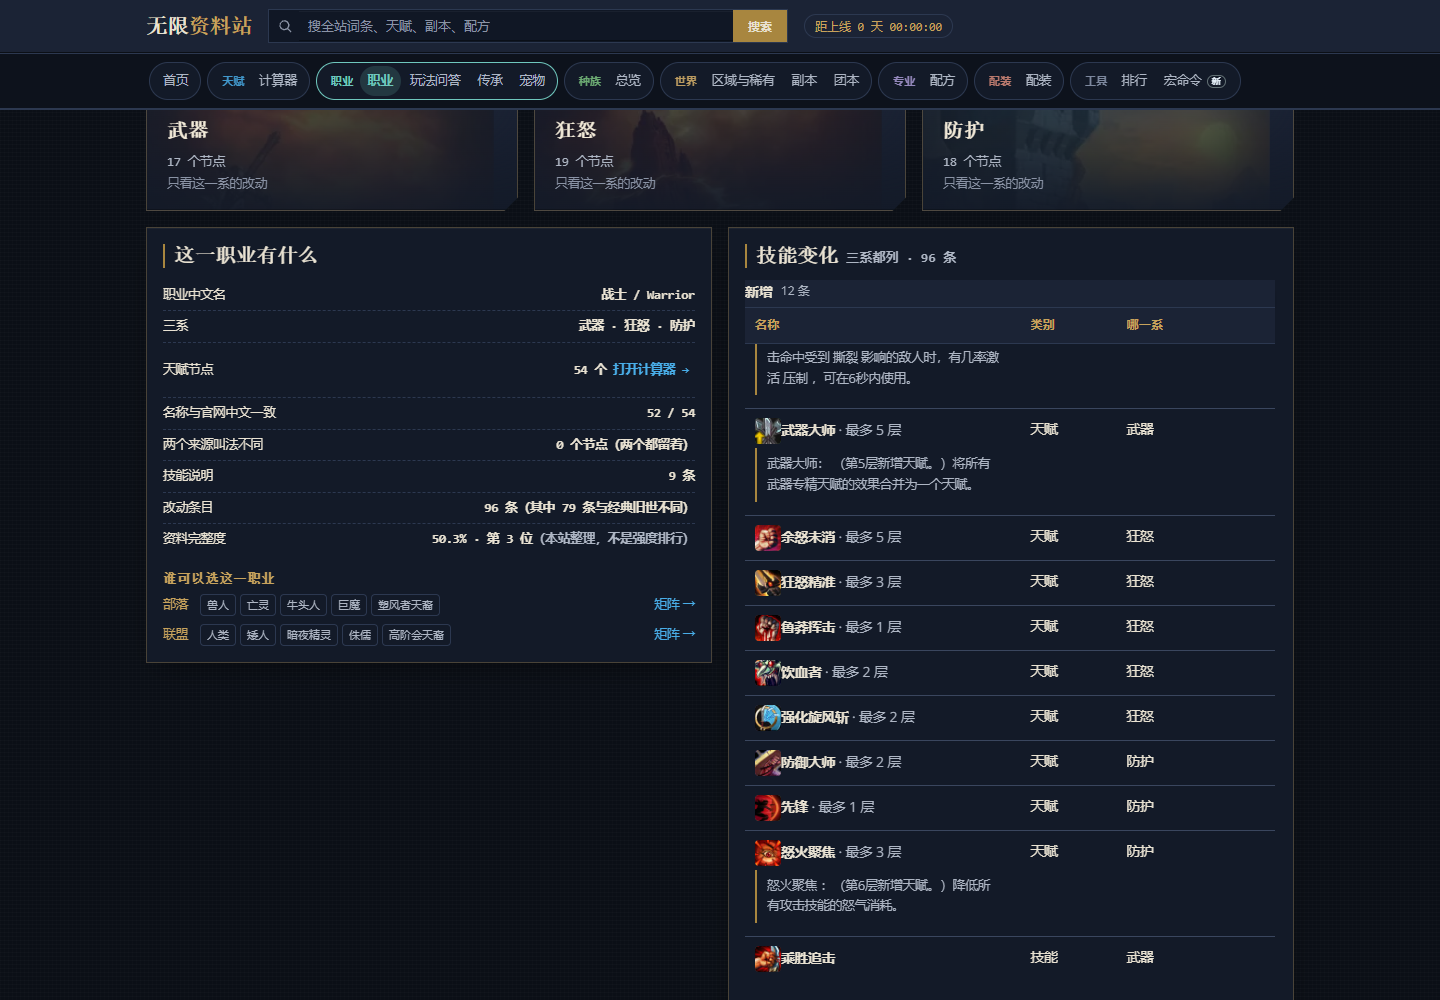 无限资料站
搜全站词条、天赋、副本、配方
搜索
距上线 0 天 00:00:00
首页
天赋 计算器
职业 职业 玩法问答 传承 宠物
种族 总览
世界 区域与稀有 副本 团本
专业 配方
配装 配装
工具 排行 宏命令 新
武器
17 个节点
只看这一系的改动
狂怒
19 个节点
只看这一系的改动
防护
18 个节点
只看这一系的改动
这一职业有什么
职业中文名 战士 / Warrior
三系 武器 · 狂怒 · 防护
天赋节点 54 个 打开计算器 →
名称与官网中文一致 52 / 54
两个来源叫法不同 0 个节点（两个都留着）
技能说明 9 条
改动条目 96 条（其中 79 条与经典旧世不同）
资料完整度 50.3% · 第 3 位（本站整理，不是强度排行）
谁可以选这一职业
部落 兽人 亡灵 牛头人 巨魔 塑风者天裔 矩阵 →
联盟 人类 矮人 暗夜精灵 侏儒 高阶会天裔 矩阵 →
技能变化 三系都列 · 96 条
新增 12 条
名称 类别 哪一系
击命中受到 撕裂 影响的敌人时，有几率激
活 压制 ，可在6秒内使用。
武器大师 · 最多 5 层 天赋 武器
武器大师： （第5层新增天赋。）将所有
武器专精天赋的效果合并为一个天赋。
余怒未消 · 最多 5 层 天赋 狂怒
狂怒精准 · 最多 3 层 天赋 狂怒
鲁莽挥击 · 最多 1 层 天赋 狂怒
饮血者 · 最多 2 层 天赋 狂怒
强化旋风斩 · 最多 2 层 天赋 狂怒
防御大师 · 最多 2 层 天赋 防护
先锋 · 最多 1 层 天赋 防护
怒火聚焦 · 最多 3 层 天赋 防护
怒火聚焦： （第6层新增天赋。）降低所
有攻击技能的怒气消耗。
乘胜追击 技能 武器